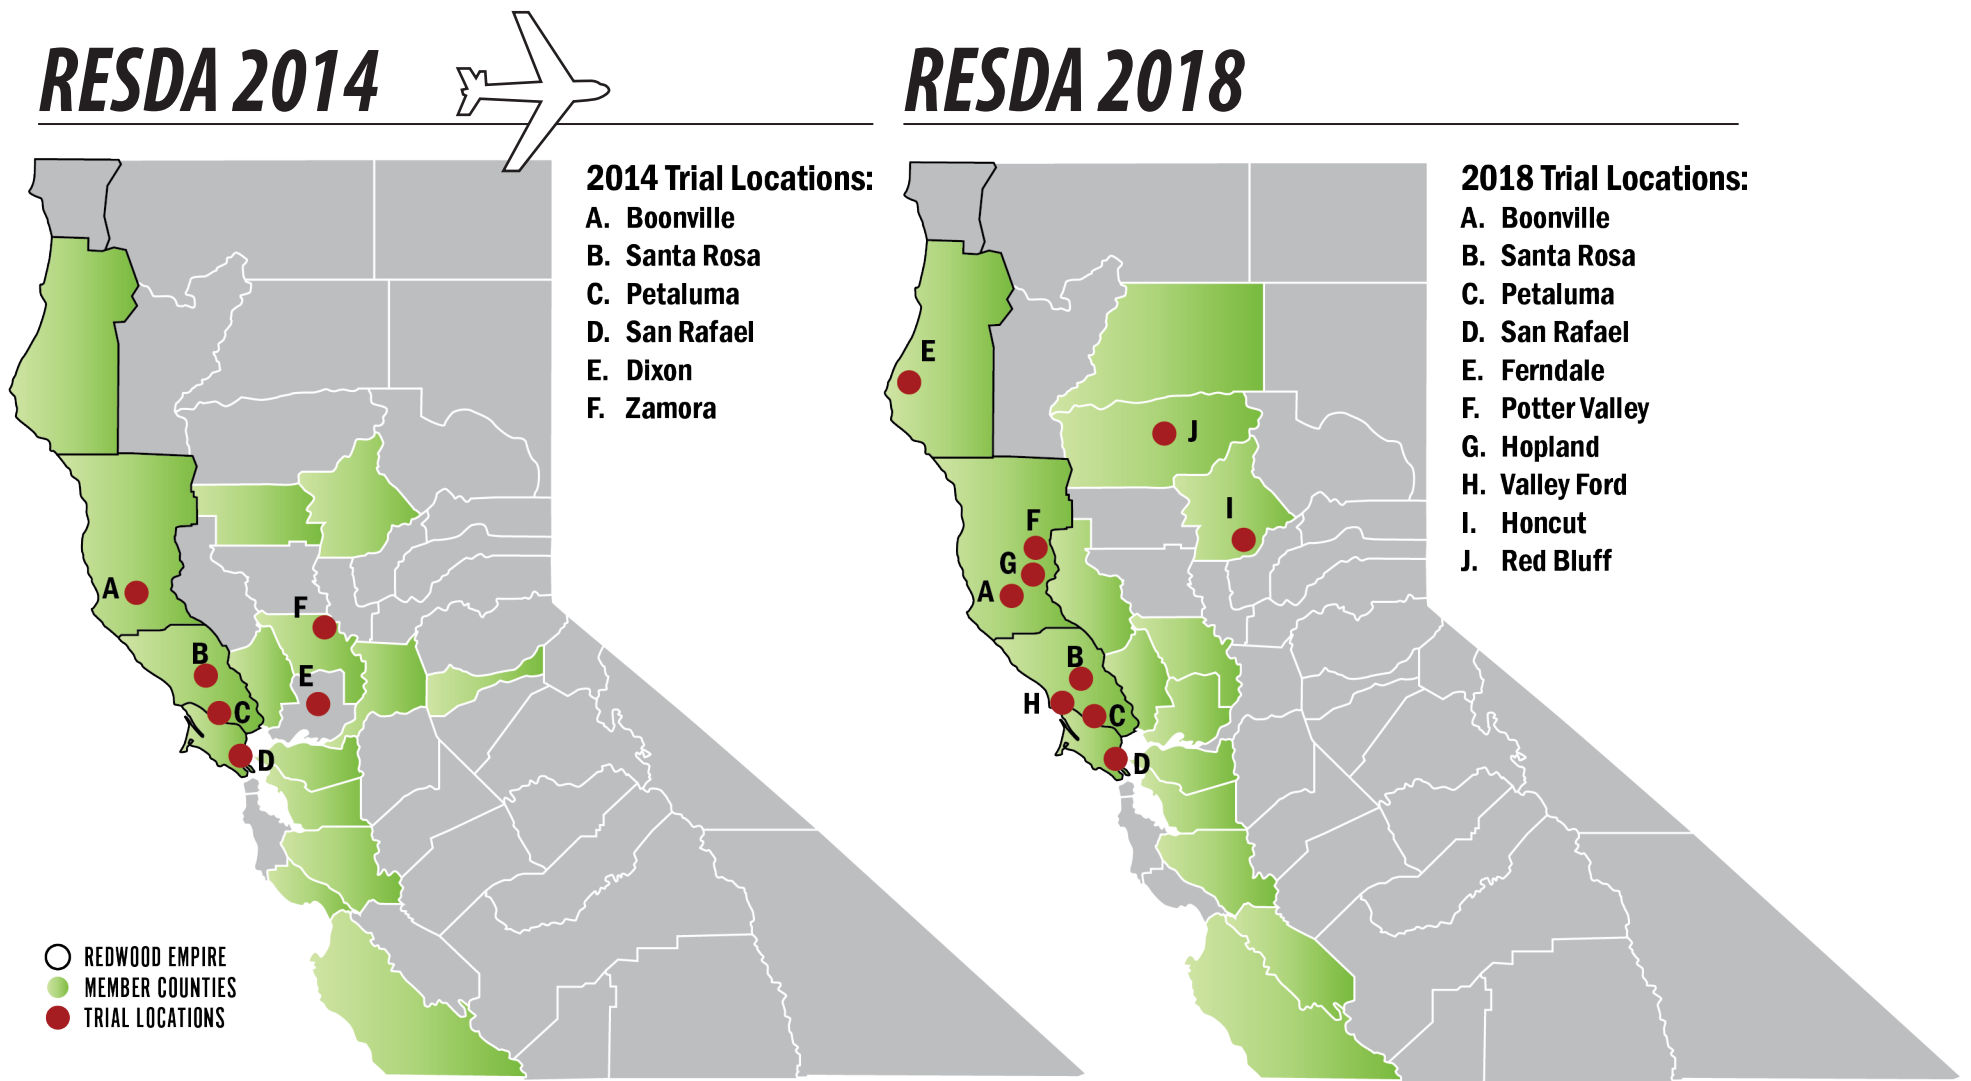 RESDA 2014
2014 Trial Locations:
A. Boonville
B. Santa Rosa
C. Petaluma
D. San Rafael
E. Dixon
F. Zamora
A
B
C
D
E
F
REDWOOD EMPIRE
MEMBER COUNTIES
TRIAL LOCATIONS
RESDA 2018
2018 Trial Locations:
A. Boonville
B. Santa Rosa
C. Petaluma
D. San Rafael
E. Ferndale
F. Potter Valley
G. Hopland
H. Valley Ford
I. Honcut
J. Red Bluff
E
J
I
F
G
A
B
H
C
D